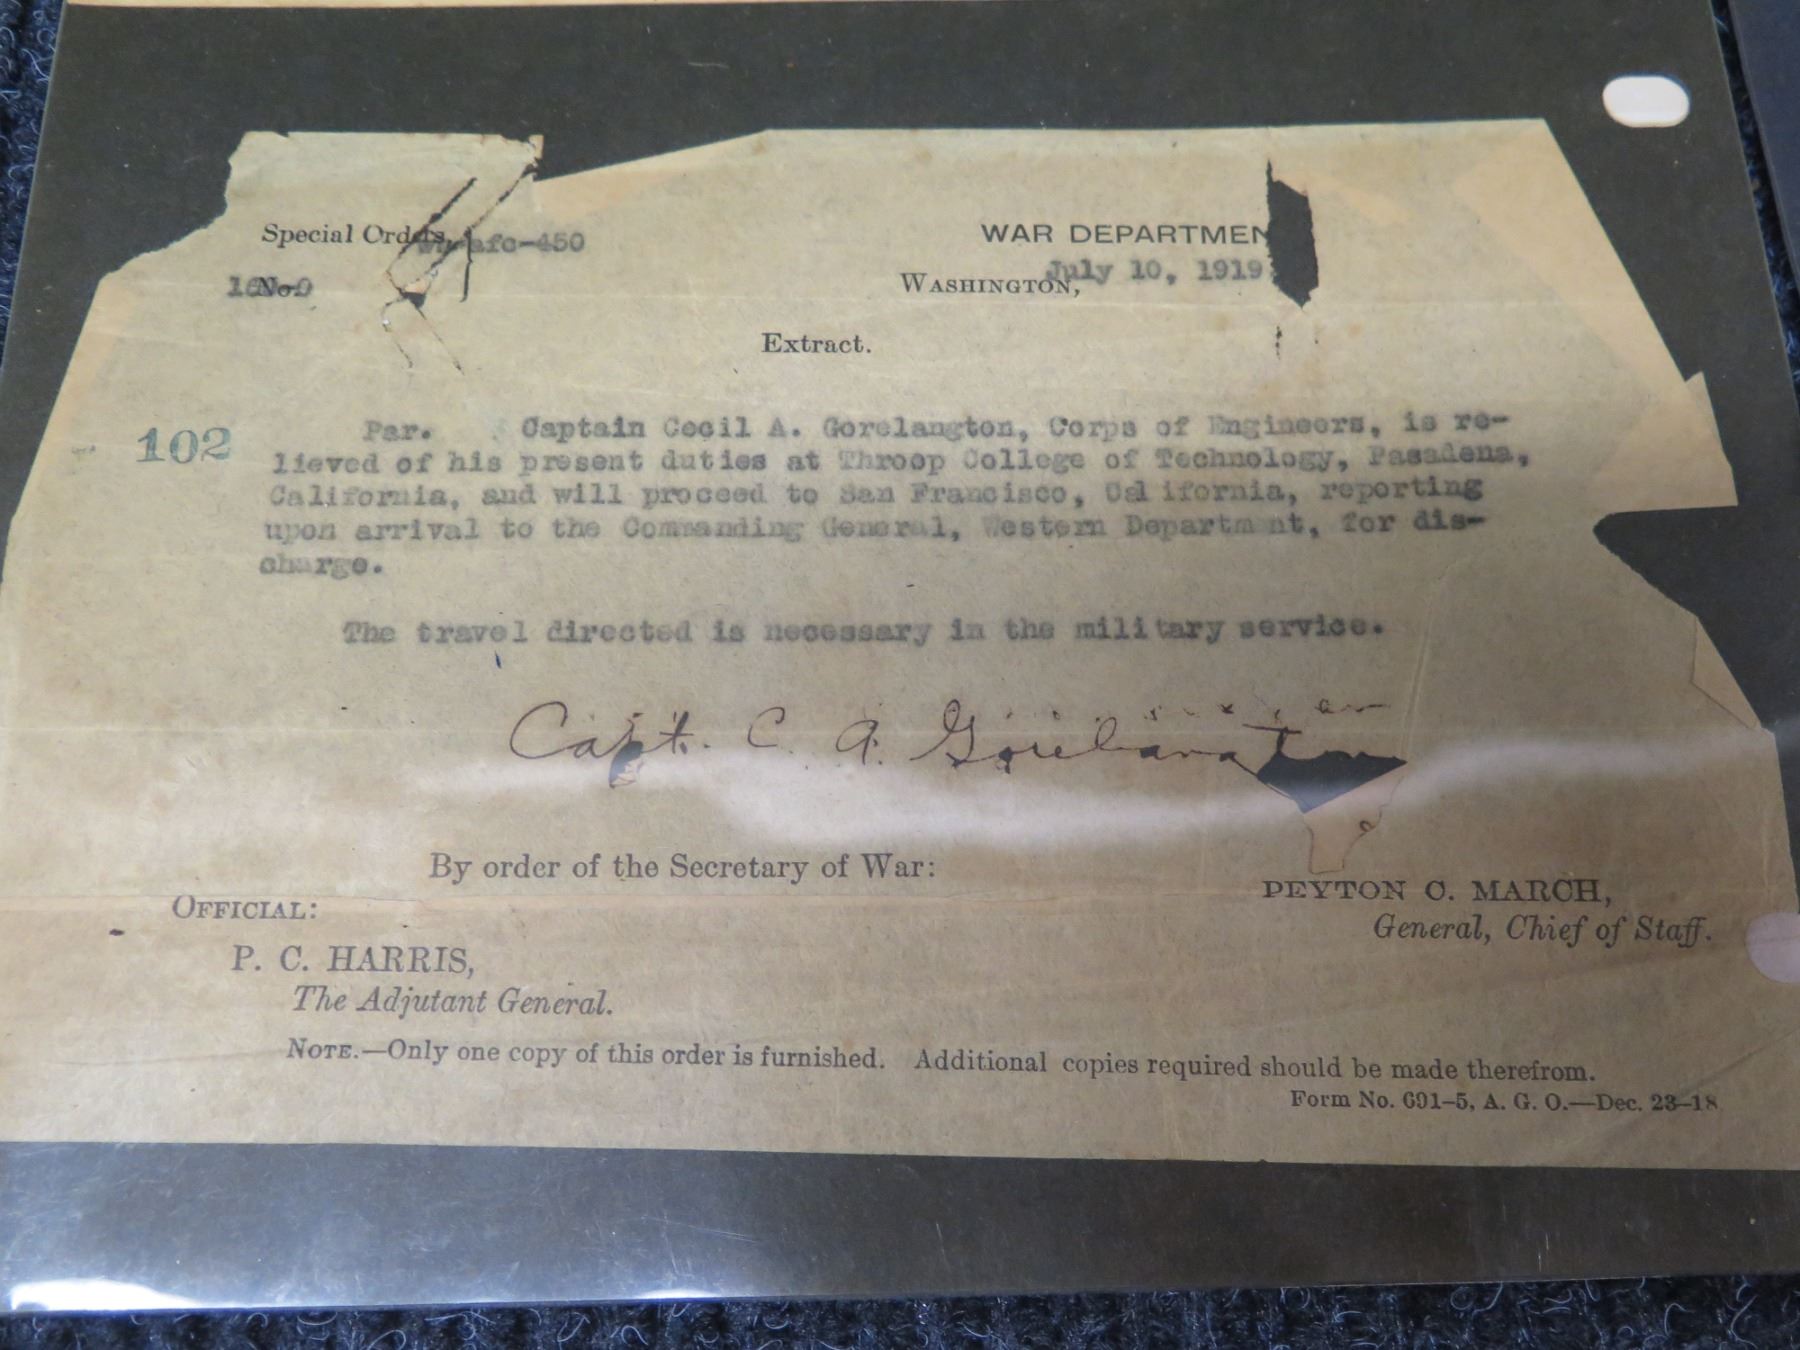 Special Orders, afc-450
No.
WAR DEPARTMEN
WASHINGTON, July 10, 1919
Extract.
102 Par. Captain Cecil A. Gorelangton, Corps of Engineers, is re-
lieved of his present duties at Throop College of Technology, Pasadena,
California, and will proceed to San Francisco, California, reporting
upon arrival to the Commanding General, Western Department, for dis-
charge.
The travel directed is necessary in the military service.
Capt. C. A. Gorelangton
By order of the Secretary of War:
PEYTON C. MARCH,
General, Chief of Staff.
OFFICIAL:
P. C. HARRIS,
The Adjutant General.
NOTE.—Only one copy of this order is furnished. Additional copies required should be made therefrom.
Form No. 691-5, A. G. O.—Dec. 23-18